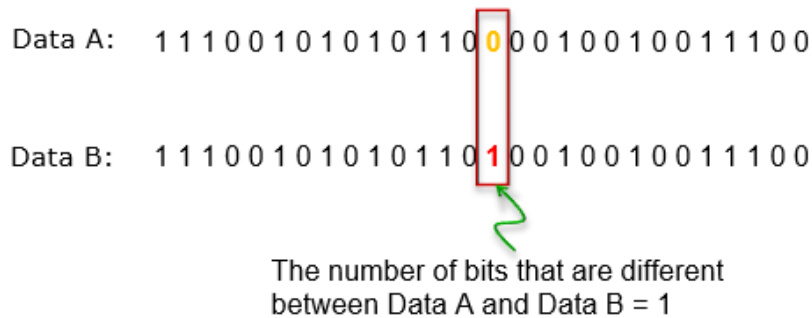 Data A: 1 1 1 0 0 1 0 1 0 1 0 1 1 0 0 0 0 1 0 0 1 0 0 1 1 1 0 0
Data B: 1 1 1 0 0 1 0 1 0 1 0 1 1 0 1 0 0 1 0 0 1 0 0 1 1 1 0 0
The number of bits that are different
between Data A and Data B = 1